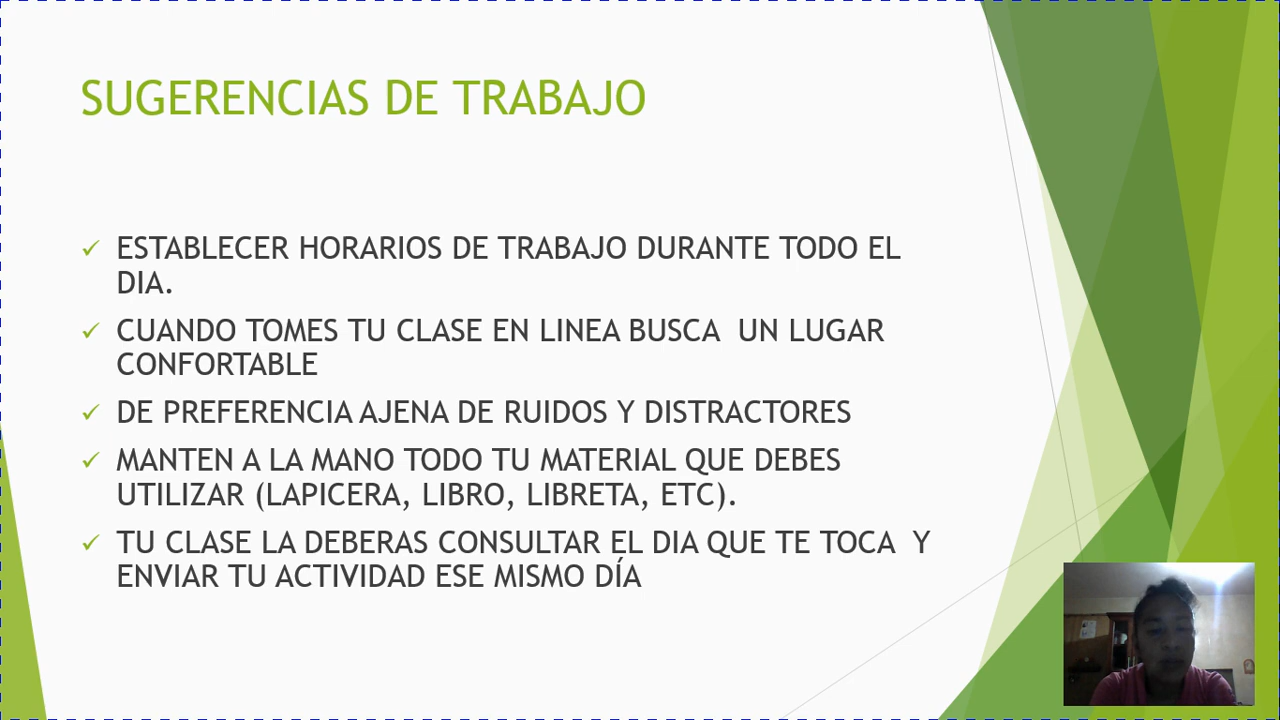 SUGERENCIAS DE TRABAJO
ESTABLECER HORARIOS DE TRABAJO DURANTE TODO EL
DIA.
CUANDO TOMES TU CLASE EN LINEA BUSCA  UN LUGAR
CONFORTABLE
DE PREFERENCIA AJENA DE RUIDOS Y DISTRACTORES
MANTEN A LA MANO TODO TU MATERIAL QUE DEBES
UTILIZAR (LAPICERA, LIBRO, LIBRETA, ETC).
TU CLASE LA DEBERAS CONSULTAR EL DIA QUE TE TOCA  Y
ENVIAR TU ACTIVIDAD ESE MISMO DÍA